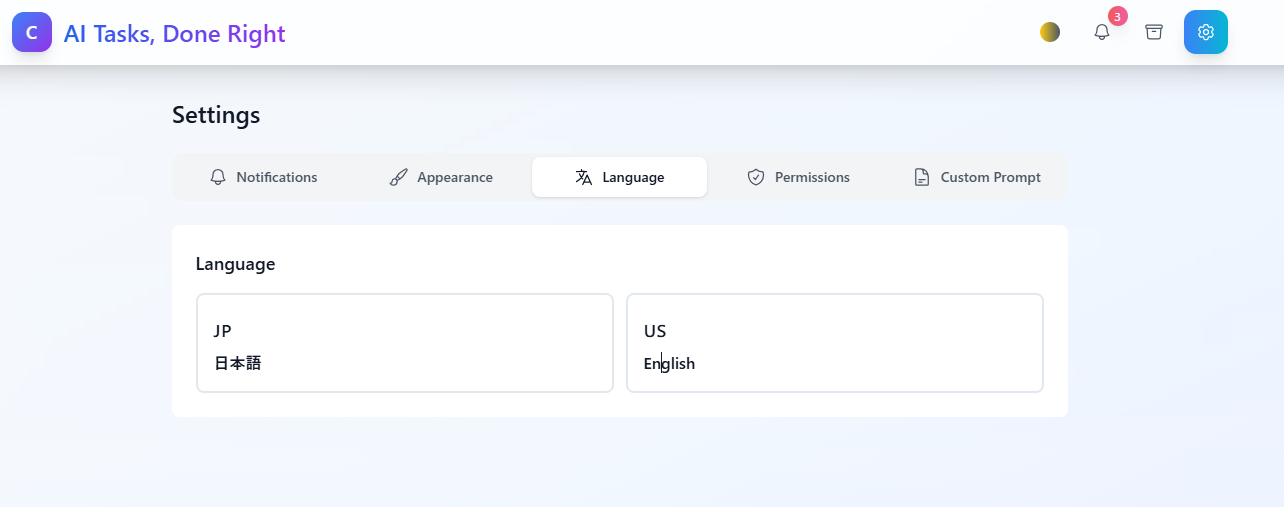 C
AI Tasks, Done Right
3
Settings
Notifications
Appearance
Language
Permissions
Custom Prompt
Language
JP
日本語
US
English